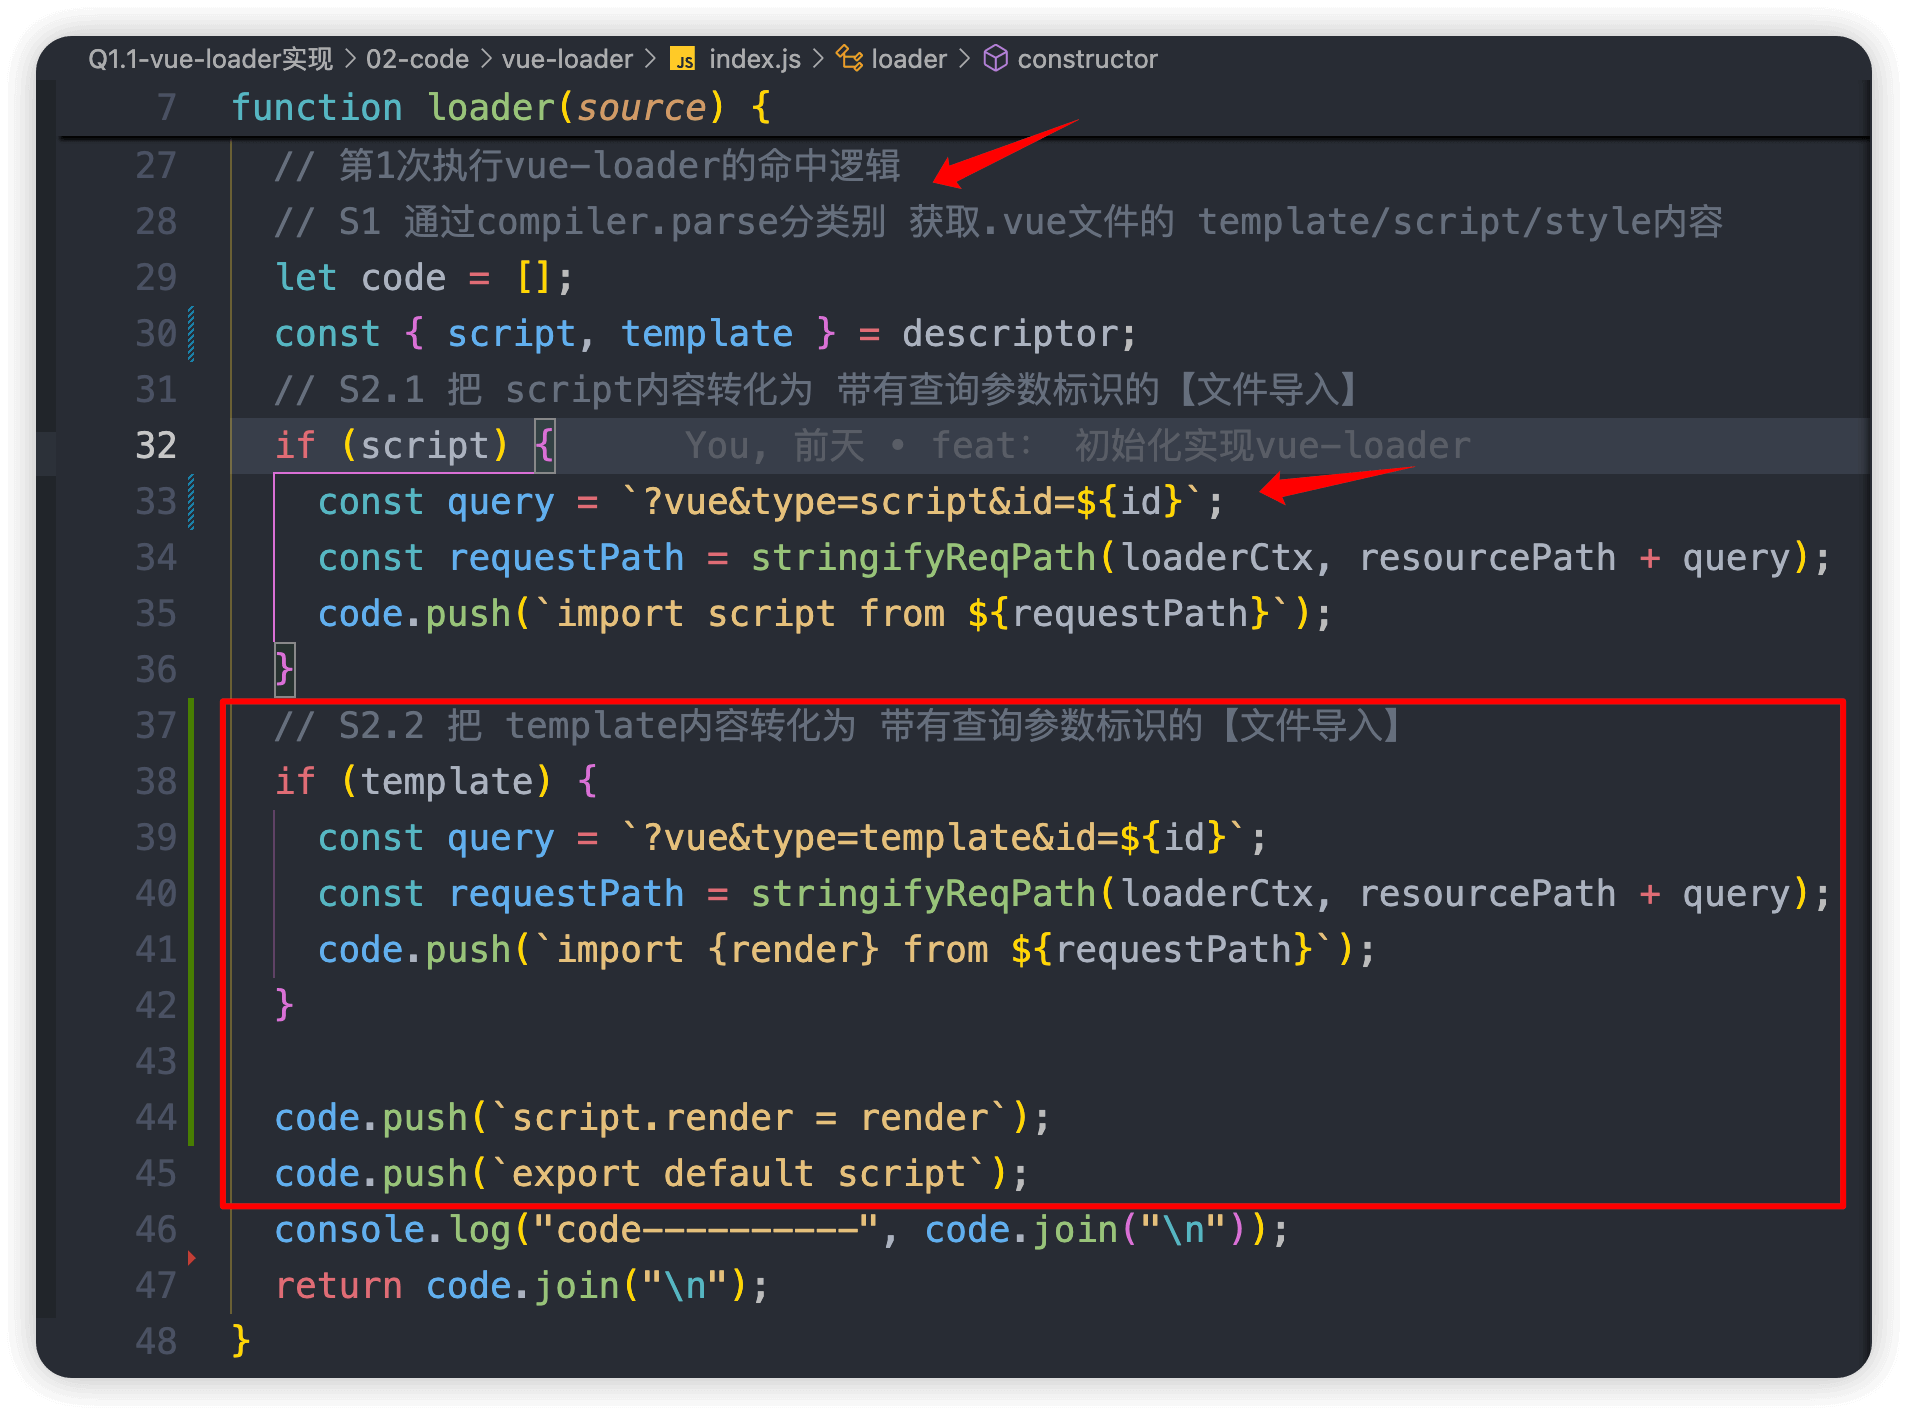 Q1.1-vue-loader实现 > 02-code > vue-loader > JS index.js > loader > constructor
7 function loader(source) {
27 // 第1次执行vue-loader的命中逻辑
28 // S1 通过compiler.parse分类别 获取.vue文件的 template/script/style内容
29 let code = [];
30 const { script, template } = descriptor;
31 // S2.1 把 script内容转化为 带有查询参数标识的【文件导入】
32 if (script) { You, 前天 • feat: 初始化实现vue-loader
33 const query = `?vue&type=script&id=${id}`;
34 const requestPath = stringifyReqPath(loaderCtx, resourcePath + query);
35 code.push(`import script from ${requestPath}`);
36 }
37 // S2.2 把 template内容转化为 带有查询参数标识的【文件导入】
38 if (template) {
39 const query = `?vue&type=template&id=${id}`;
40 const requestPath = stringifyReqPath(loaderCtx, resourcePath + query);
41 code.push(`import {render} from ${requestPath}`);
42 }
43
44 code.push(`script.render = render`);
45 code.push(`export default script`);
46 console.log("code----------", code.join("\n"));
47 return code.join("\n");
48 }